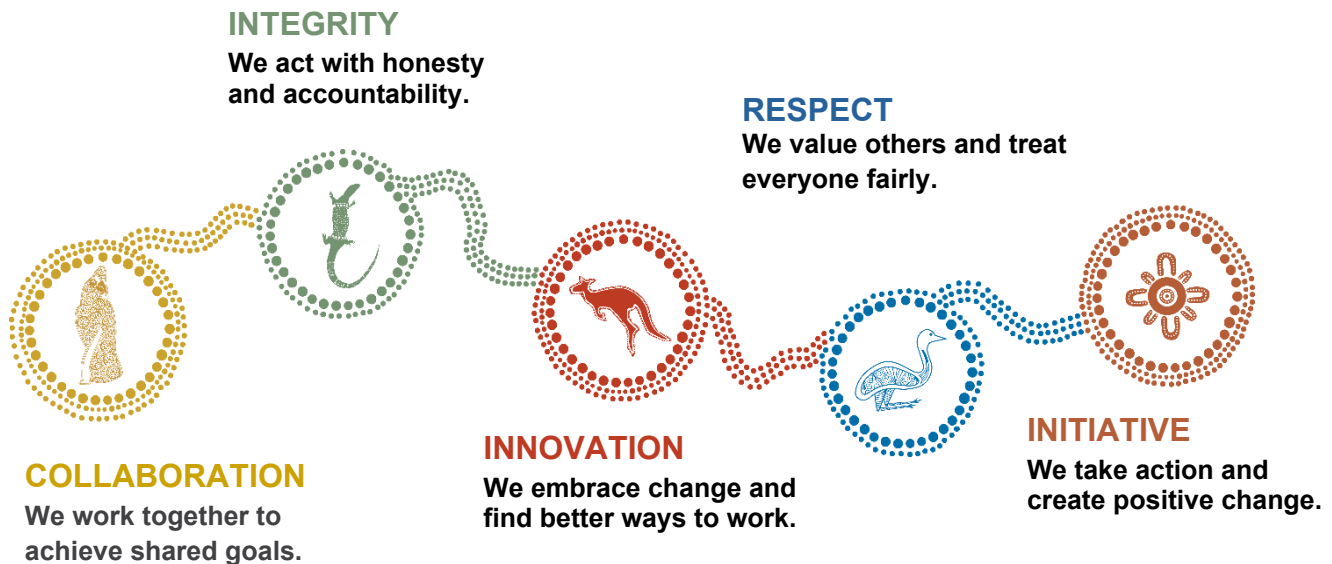 INTEGRITY
We act with honesty
and accountability.
RESPECT
We value others and treat
everyone fairly.
COLLABORATION
We work together to
achieve shared goals.
INNOVATION
We embrace change and
find better ways to work.
INITIATIVE
We take action and
create positive change.